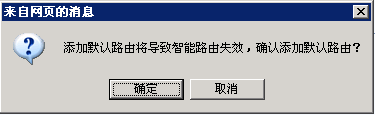 来自网页的消息
添加默认路由将导致智能路由失效，确认添加默认路由？
确定
取消